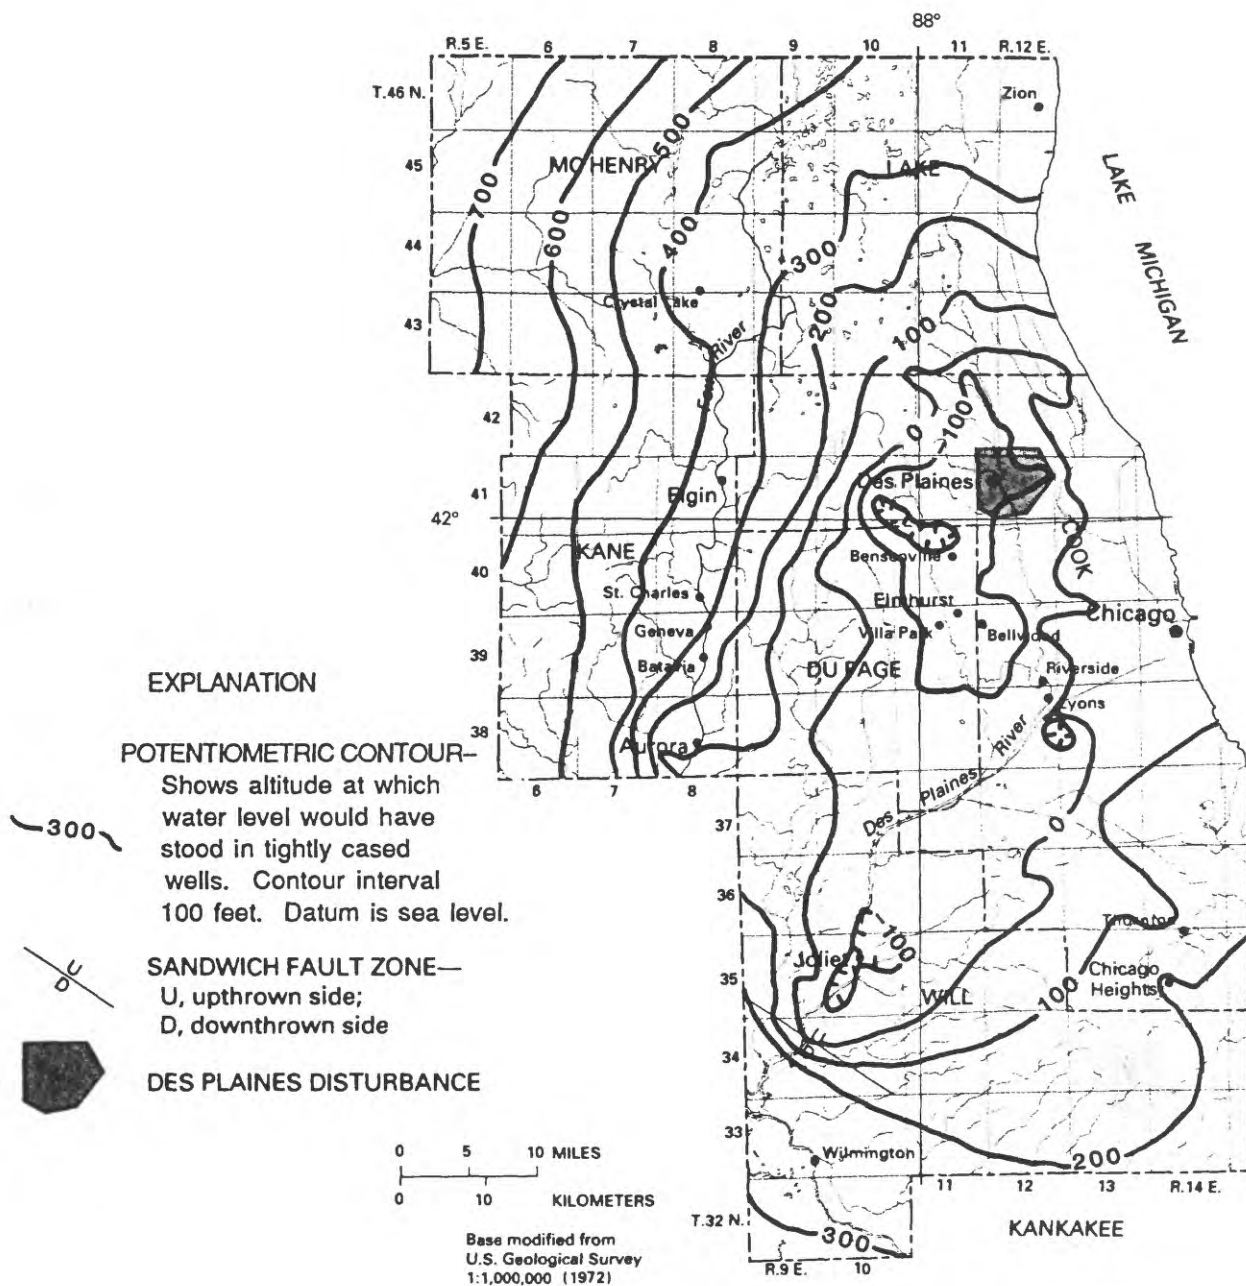 88°
R.5 E.
6
7
8
9
10
11
R.12 E.
T.46 N.
Zion
500
45
MC HENRY
LAKE
LAKE MICHIGAN
700
600
400
44
300
Crystal Lake
43
200
100
Fox River
42
0
-100
41
Elgin
Des Plaines
42°
COOK
KANE
Bensenville
40
St. Charles
Elmhurst
Chicago
Geneva
Villa Park
Bellwood
39
Batavia
DU PAGE
Riverside
Lyons
38
Aurora
6
7
8
Des Plaines River
37
0
36
Thornton
-100
Joliet
35
Chicago
Heights
WILL
100
U
D
34
33
Wilmington
200
11
12
13
R.14 E.
T.32 N.
300
KANKAKEE
R.9 E.
10
EXPLANATION
POTENTIOMETRIC CONTOUR—
Shows altitude at which
water level would have
300
stood in tightly cased
wells. Contour interval
100 feet. Datum is sea level.
U
D
SANDWICH FAULT ZONE—
U, upthrown side;
D, downthrown side
DES PLAINES DISTURBANCE
0 5 10 MILES
0 10 KILOMETERS
Base modified from
U.S. Geological Survey
1:1,000,000 (1972)